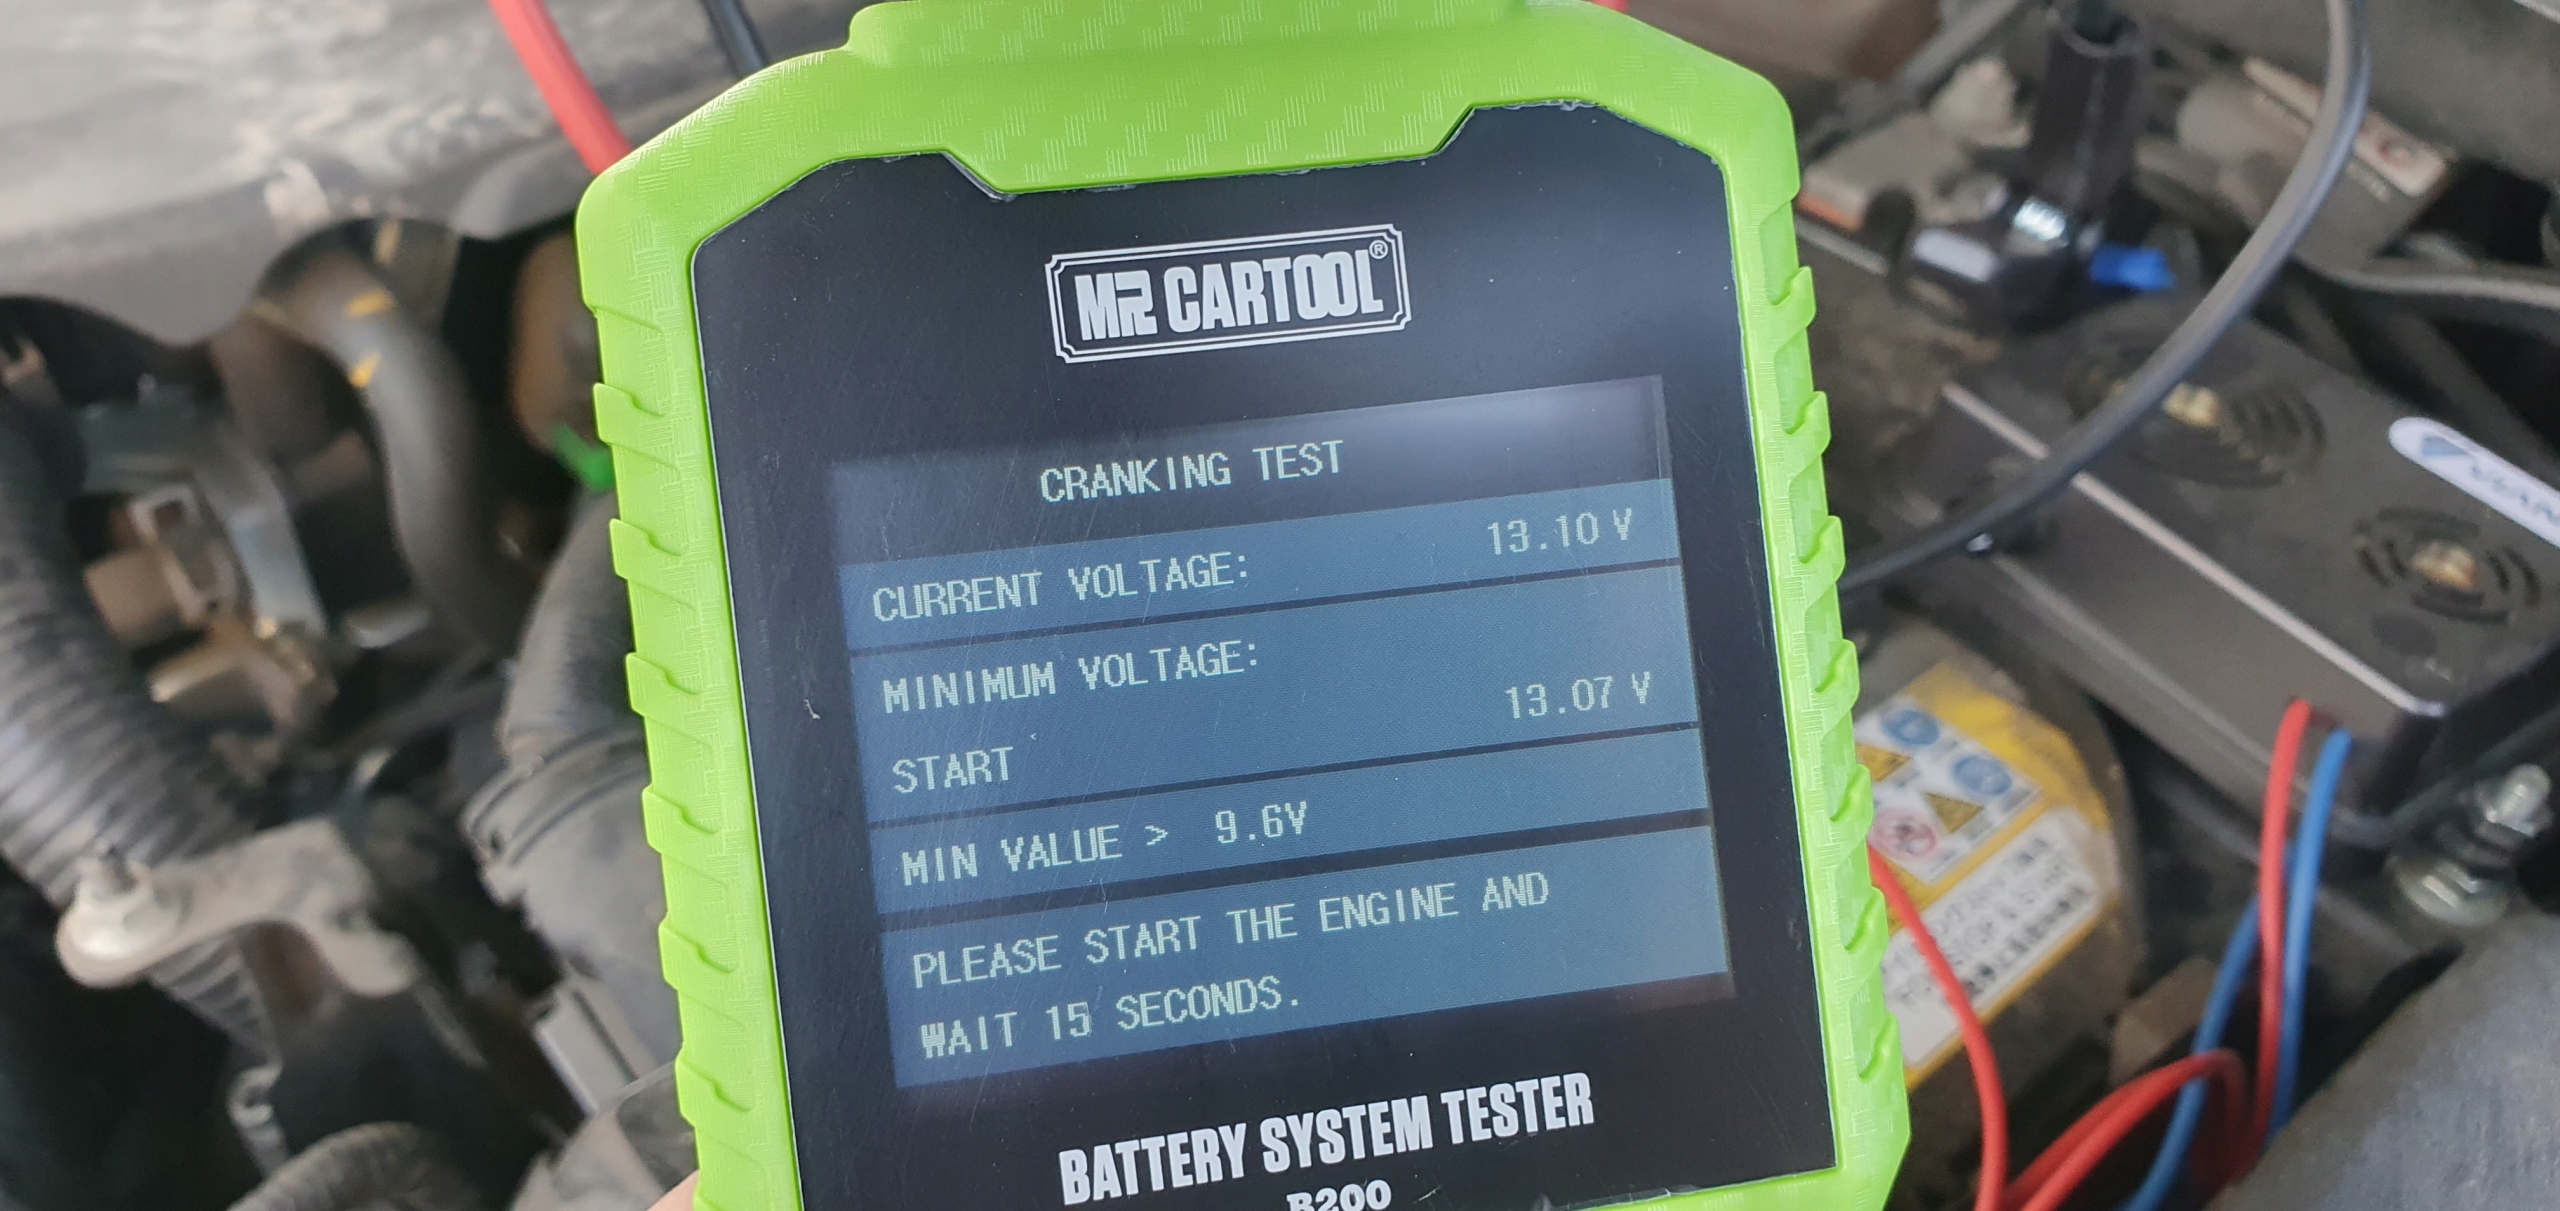 MR CARTOOL®
CRANKING TEST
CURRENT VOLTAGE: 13.10 V
MINIMUM VOLTAGE:
13.07 V
START
MIN VALUE > 9.6V
PLEASE START THE ENGINE AND
WAIT 15 SECONDS.
BATTERY SYSTEM TESTER
B200